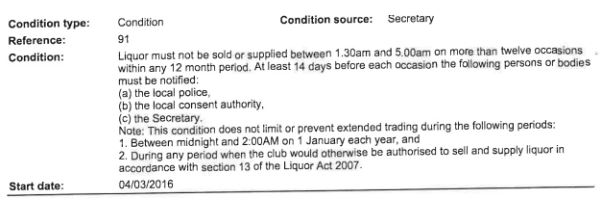 Condition type: Condition Condition source: Secretary
Reference: 91
Condition: Liquor must not be sold or supplied between 1.30am and 5.00am on more than twelve occasions
within any 12 month period. At least 14 days before each occasion the following persons or bodies
must be notified:
(a) the local police,
(b) the local consent authority,
(c) the Secretary.
Note: This condition does not limit or prevent extended trading during the following periods:
1. Between midnight and 2:00AM on 1 January each year, and
2. During any period when the club would otherwise be authorised to sell and supply liquor in
accordance with section 13 of the Liquor Act 2007.
Start date: 04/03/2016